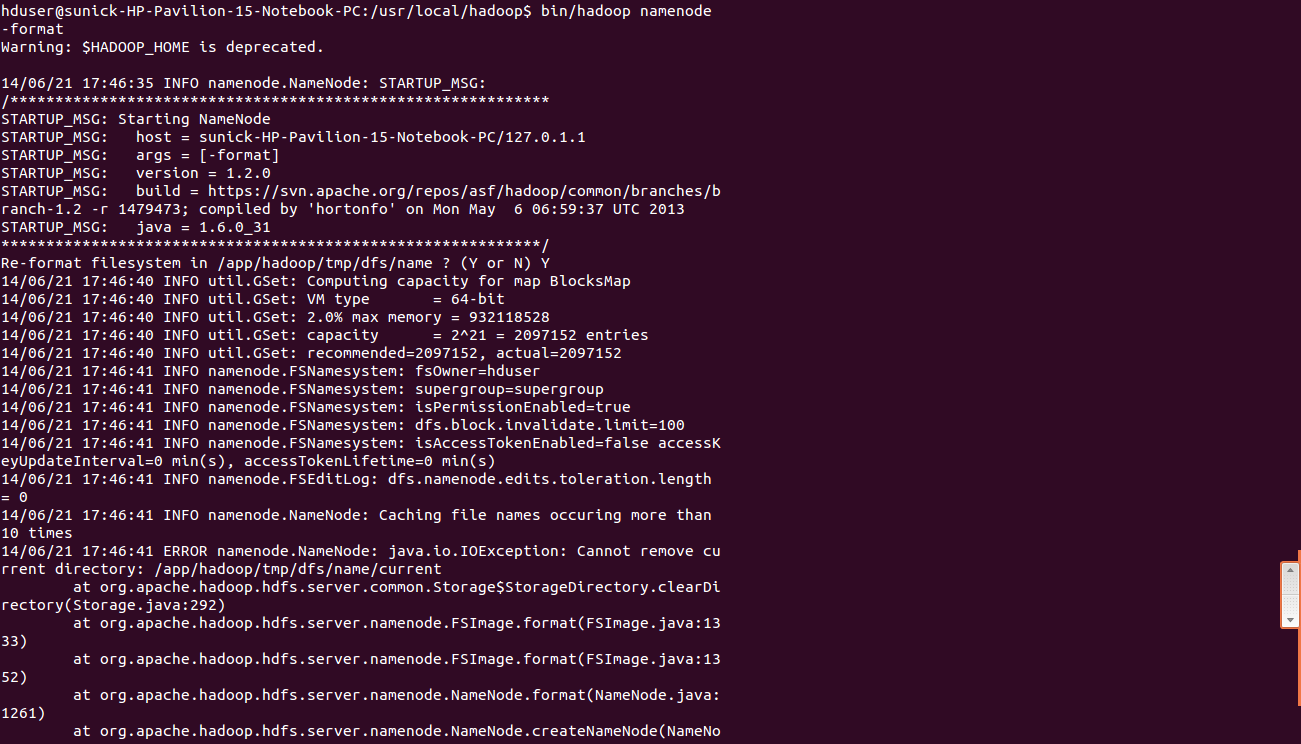 hduser@sunick-HP-Pavilion-15-Notebook-PC:/usr/local/hadoop$ bin/hadoop namenode
-format
Warning: $HADOOP_HOME is deprecated.
14/06/21 17:46:35 INFO namenode.NameNode: STARTUP_MSG:
/************************************************************
STARTUP_MSG: Starting NameNode
STARTUP_MSG:   host = sunick-HP-Pavilion-15-Notebook-PC/127.0.1.1
STARTUP_MSG:   args = [-format]
STARTUP_MSG:   version = 1.2.0
STARTUP_MSG:   build = https://svn.apache.org/repos/asf/hadoop/common/branches/b
ranch-1.2 -r 1479473; compiled by 'hortonfo' on Mon May  6 06:59:37 UTC 2013
STARTUP_MSG:   java = 1.6.0_31
************************************************************/
Re-format filesystem in /app/hadoop/tmp/dfs/name ? (Y or N) Y
14/06/21 17:46:40 INFO util.GSet: Computing capacity for map BlocksMap
14/06/21 17:46:40 INFO util.GSet: VM type       = 64-bit
14/06/21 17:46:40 INFO util.GSet: 2.0% max memory = 932118528
14/06/21 17:46:40 INFO util.GSet: capacity      = 2^21 = 2097152 entries
14/06/21 17:46:40 INFO util.GSet: recommended=2097152, actual=2097152
14/06/21 17:46:41 INFO namenode.FSNamesystem: fsOwner=hduser
14/06/21 17:46:41 INFO namenode.FSNamesystem: supergroup=supergroup
14/06/21 17:46:41 INFO namenode.FSNamesystem: isPermissionEnabled=true
14/06/21 17:46:41 INFO namenode.FSNamesystem: dfs.block.invalidate.limit=100
14/06/21 17:46:41 INFO namenode.FSNamesystem: isAccessTokenEnabled=false accessK
eyUpdateInterval=0 min(s), accessTokenLifetime=0 min(s)
14/06/21 17:46:41 INFO namenode.FSEditLog: dfs.namenode.edits.toleration.length
= 0
14/06/21 17:46:41 INFO namenode.NameNode: Caching file names occuring more than
10 times
14/06/21 17:46:41 ERROR namenode.NameNode: java.io.IOException: Cannot remove cu
rrent directory: /app/hadoop/tmp/dfs/name/current
        at org.apache.hadoop.hdfs.server.common.Storage$StorageDirectory.clearDi
rectory(Storage.java:292)
        at org.apache.hadoop.hdfs.server.namenode.FSImage.format(FSImage.java:13
33)
        at org.apache.hadoop.hdfs.server.namenode.FSImage.format(FSImage.java:13
52)
        at org.apache.hadoop.hdfs.server.namenode.NameNode.format(NameNode.java:
1261)
        at org.apache.hadoop.hdfs.server.namenode.NameNode.createNameNode(NameNo